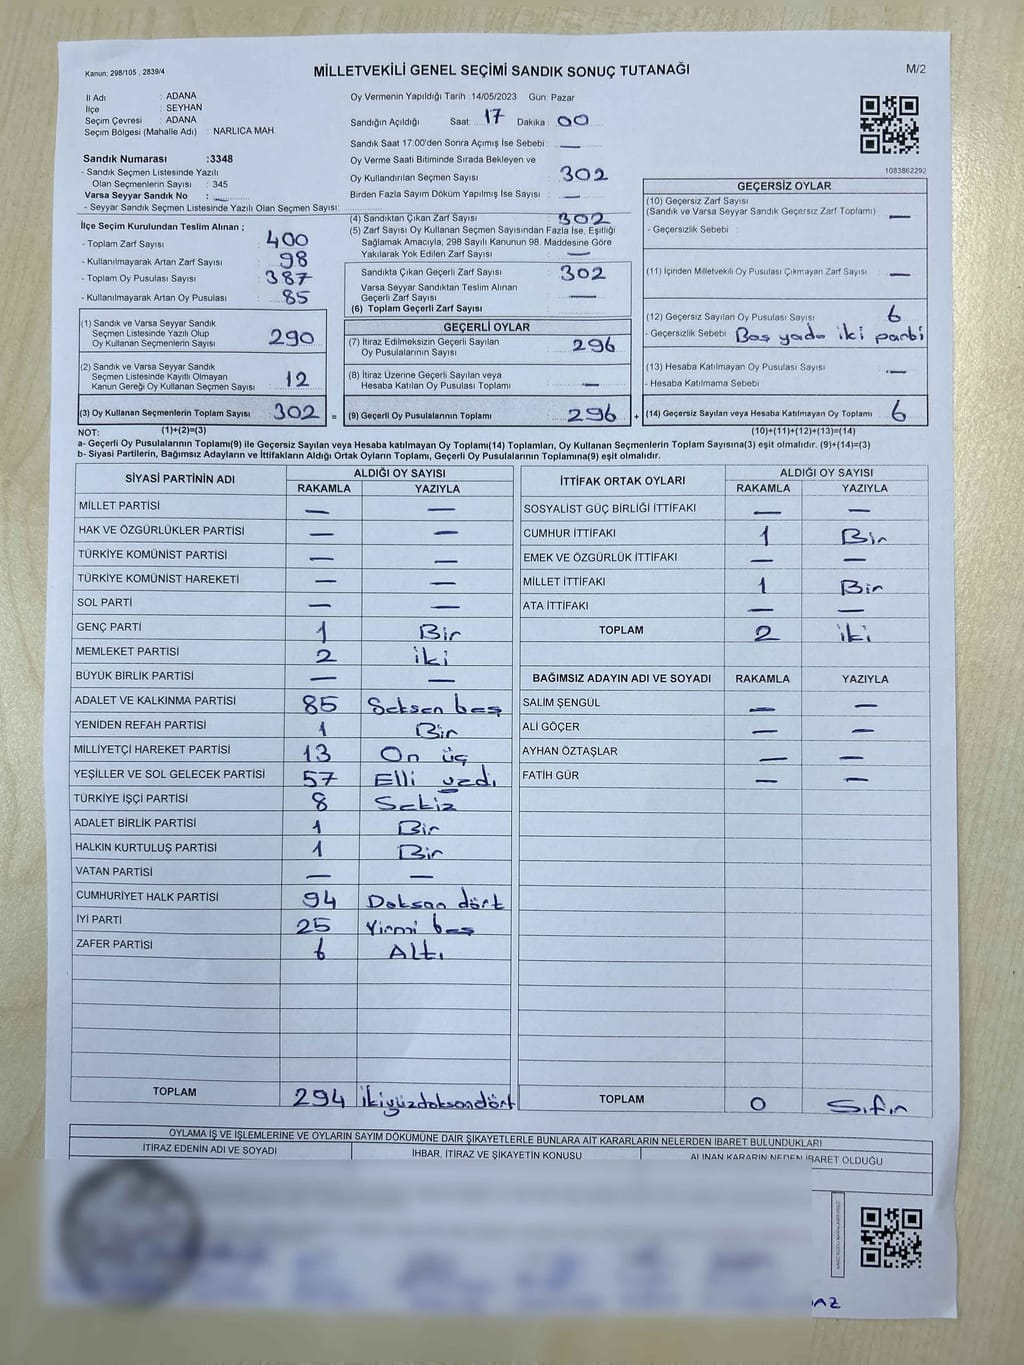 Kanun; 298/105 , 2839/4
MİLLETVEKİLİ GENEL SEÇİMİ SANDIK SONUÇ TUTANAĞI
M/2
İl Adı : ADANA
İlçe : SEYHAN
Seçim Çevresi : ADANA
Seçim Bölgesi (Mahalle Adı) : NARLICA MAH.
Sandık Numarası :3348
- Sandık Seçmen Listesinde Yazılı
Olan Seçmenlerin Sayısı : 345
Varsa Seyyar Sandık No : —
- Seyyar Sandık Seçmen Listesinde Yazılı Olan Seçmen Sayısı:
Oy Vermenin Yapıldığı Tarih :14/05/2023 Gün: Pazar
Sandığın Açıldığı Saat: 17 Dakika : 00
Sandık Saat 17:00'den Sonra Açımış İse Sebebi : —
Oy Verme Saati Bitiminde Sırada Bekleyen ve
Oy Kullandırılan Seçmen Sayısı : 302
Birden Fazla Sayım Döküm Yapılmış İse Sayısı : —
1083862292
İlçe Seçim Kurulundan Teslim Alınan ;
- Toplam Zarf Sayısı : 400
- Kullanılmayarak Artan Zarf Sayısı : 98
- Toplam Oy Pusulası Sayısı : 387
- Kullanılmayarak Artan Oy Pusulası : 85
(1) Sandık ve Varsa Seyyar Sandık
Seçmen Listesinde Yazılı Olup
Oy Kullanan Seçmenlerin Sayısı : 290
(2) Sandık ve Varsa Seyyar Sandık
Seçmen Listesinde Kayıtlı Olmayan
Kanun Gereği Oy Kullanan Seçmen Sayısı : 12
(3) Oy Kullanan Seçmenlerin Toplam Sayısı : 302 =
(4) Sandıktan Çıkan Zarf Sayısı : 302
(5) Zarf Sayısı Oy Kullanan Seçmen Sayısından Fazla İse, Eşitliği
Sağlamak Amacıyla; 298 Sayılı Kanunun 98. Maddesine Göre
Yakılarak Yok Edilen Zarf Sayısı : —
Sandıkta Çıkan Geçerli Zarf Sayısı : 302
Varsa Seyyar Sandıktan Teslim Alınan
Geçerli Zarf Sayısı : —
(6) Toplam Geçerli Zarf Sayısı :
GEÇERLİ OYLAR
(7) İtiraz Edilmeksizin Geçerli Sayılan
Oy Pusulalarının Sayısı : 296
(8) İtiraz Üzerine Geçerli Sayılan veya
Hesaba Katılan Oy Pusulası Toplamı : —
(9) Geçerli Oy Pusulalarının Toplamı : 296 +
GEÇERSİZ OYLAR
(10) Geçersiz Zarf Sayısı
(Sandık ve Varsa Seyyar Sandık Geçersiz Zarf Toplamı) : —
- Geçersizlik Sebebi :
(11) İçinden Milletvekili Oy Pusulası Çıkmayan Zarf Sayısı : —
(12) Geçersiz Sayılan Oy Pusulası Sayısı : 6
- Geçersizlik Sebebi : Boş yada iki parti
(13) Hesaba Katılmayan Oy Pusulası Sayısı : —
- Hesaba Katılmama Sebebi :
(14) Geçersiz Sayılan veya Hesaba Katılmayan Oy Toplamı : 6
NOT: (1)+(2)=(3) (10)+(11)+(12)+(13)=(14)
a- Geçerli Oy Pusulalarının Toplamı(9) ile Geçersiz Sayılan veya Hesaba katılmayan Oy Toplamı(14) Toplamları, Oy Kullanan Seçmenlerin Toplam Sayısına(3) eşit olmalıdır. (9)+(14)=(3)
b- Siyasi Partilerin, Bağımsız Adayların ve İttifakların Aldığı Ortak Oyların Toplamı, Geçerli Oy Pusulalarının Toplamına(9) eşit olmalıdır.
SİYASİ PARTİNİN ADI
ALDIĞI OY SAYISI
RAKAMLA YAZIYLA
MİLLET PARTİSİ — —
HAK VE ÖZGÜRLÜKLER PARTİSİ — —
TÜRKİYE KOMÜNİST PARTİSİ — —
TÜRKİYE KOMÜNİST HAREKETİ — —
SOL PARTİ — —
GENÇ PARTİ 1 Bir
MEMLEKET PARTİSİ 2 iki
BÜYÜK BİRLİK PARTİSİ — —
ADALET VE KALKINMA PARTİSİ 85 Seksen beş
YENİDEN REFAH PARTİSİ 1 Bir
MİLLİYETÇİ HAREKET PARTİSİ 13 On üç
YEŞİLLER VE SOL GELECEK PARTİSİ 57 Elli yedi
TÜRKİYE İŞÇİ PARTİSİ 8 Sekiz
ADALET BİRLİK PARTİSİ 1 Bir
HALKIN KURTULUŞ PARTİSİ 1 Bir
VATAN PARTİSİ — —
CUMHURİYET HALK PARTİSİ 94 Doksan dört
İYİ PARTİ 25 Yirmi beş
ZAFER PARTİSİ 6 Altı
TOPLAM 294 ikiyüzdoksandört
İTTİFAK ORTAK OYLARI
ALDIĞI OY SAYISI
RAKAMLA YAZIYLA
SOSYALİST GÜÇ BİRLİĞİ İTTİFAKI — —
CUMHUR İTTİFAKI 1 Bir
EMEK VE ÖZGÜRLÜK İTTİFAKI — —
MİLLET İTTİFAKI 1 Bir
ATA İTTİFAKI — —
TOPLAM 2 iki
BAĞIMSIZ ADAYIN ADI VE SOYADI RAKAMLA YAZIYLA
SALİM ŞENGÜL — —
ALİ GÖÇER — —
AYHAN ÖZTAŞLAR — —
FATİH GÜR — —
TOPLAM 0 Sıfır
OYLAMA İŞ VE İŞLEMLERİNE VE OYLARIN SAYIM DÖKÜMÜNE DAİR ŞİKAYETLERLE BUNLARA AİT KARARLARIN NELERDEN İBARET BULUNDUKLARI
İTİRAZ EDENİN ADI VE SOYADI İHBAR, İTİRAZ VE ŞİKAYETİN KONUSU ALINAN KARARIN NEDEN İBARET OLDUĞU